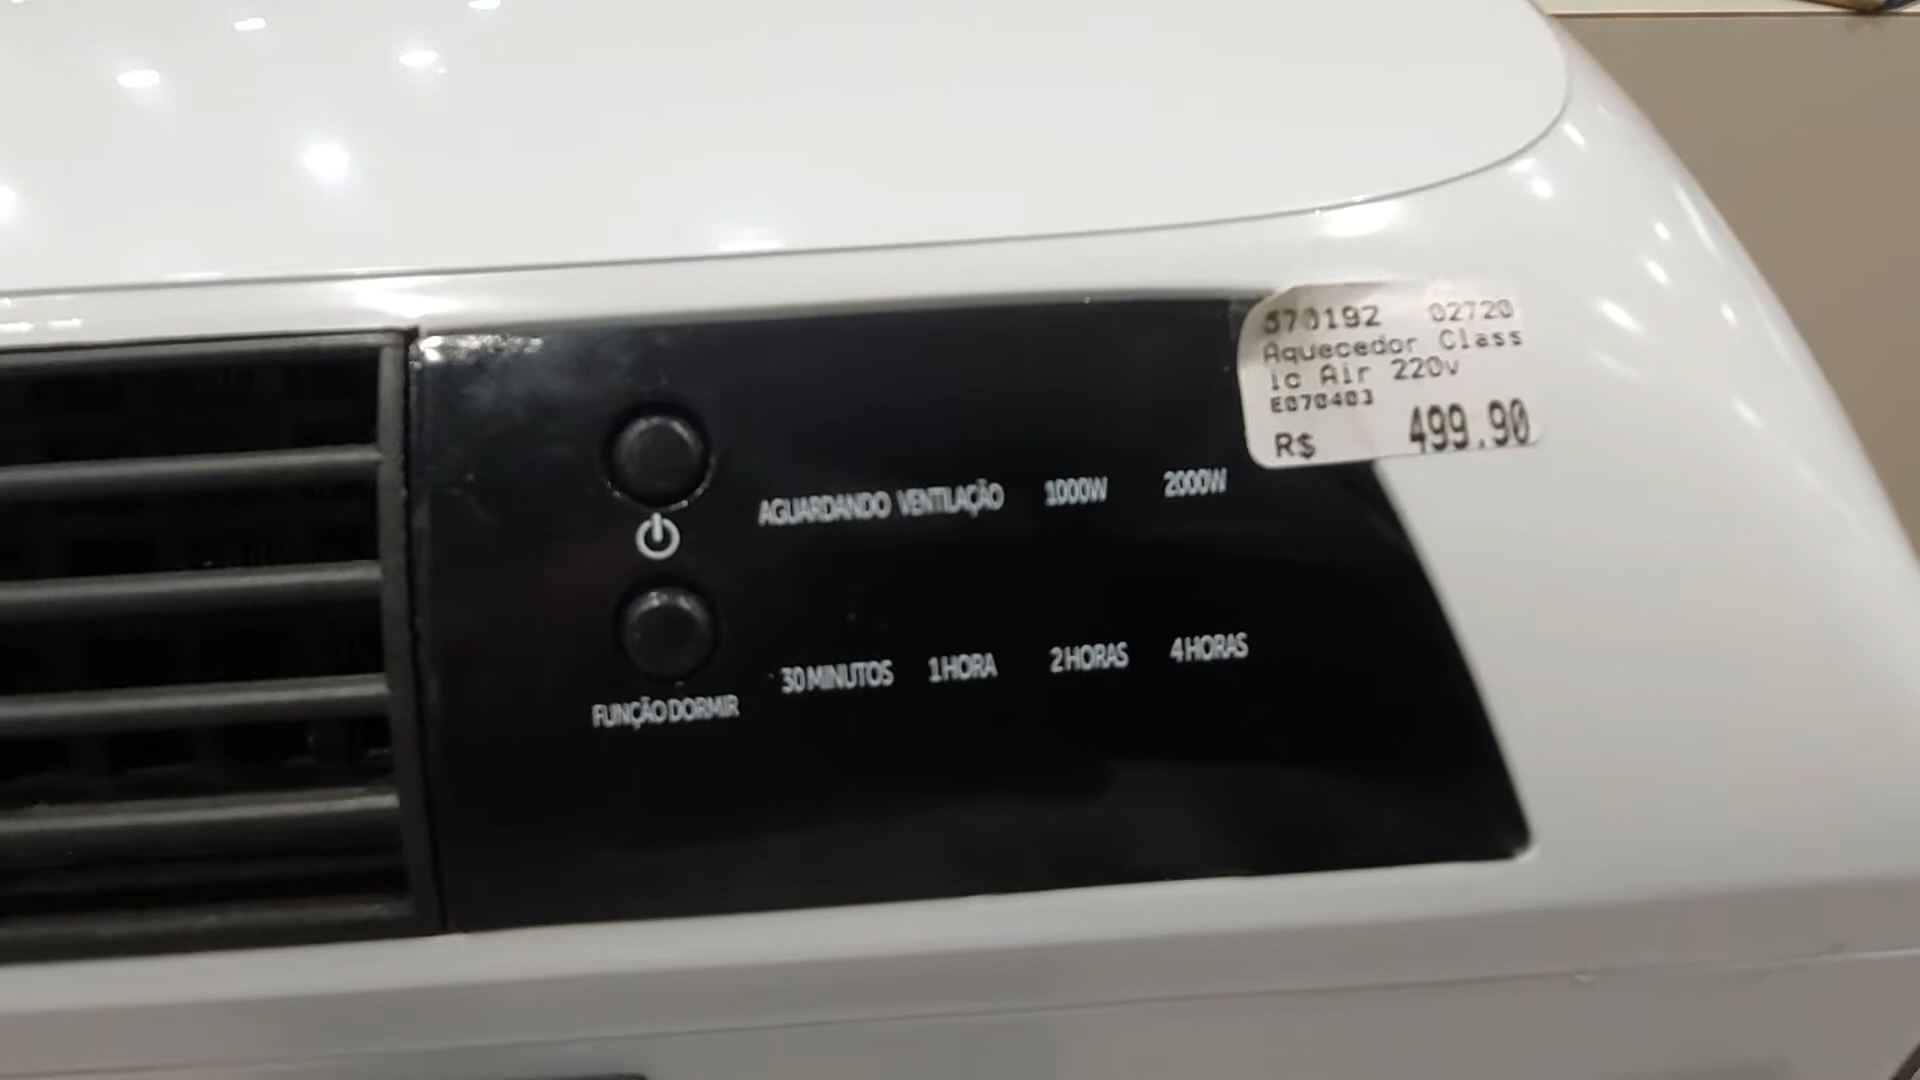 570192 02720
Aquecedor Class
ic Air 220v
E070403
R$ 499.90
AGUARDANDO VENTILAÇÃO 1000W 2000W
30 MINUTOS 1 HORA 2 HORAS 4 HORAS
FUNÇÃO DORMIR